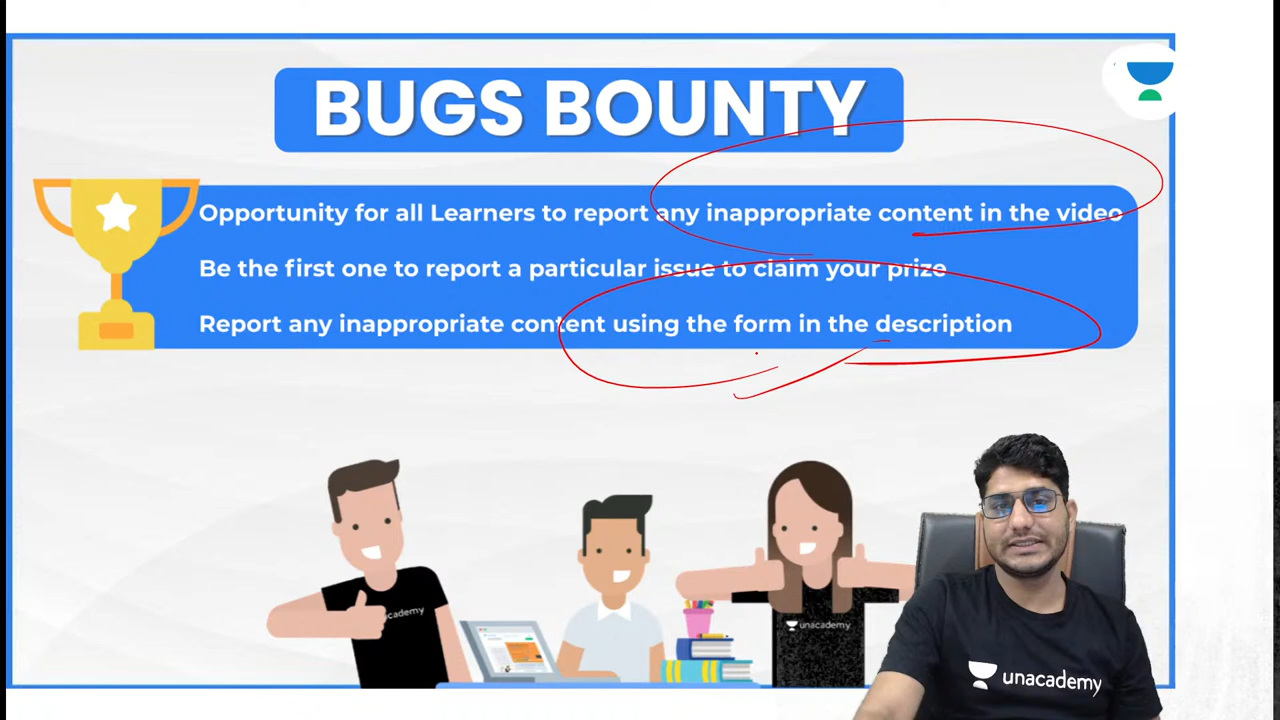 BUGS BOUNTY
Opportunity for all Learners to report any inappropriate content in the video
Be the first one to report a particular issue to claim your prize
Report any inappropriate content using the form in the description
unacademy
unacademy
unacademy